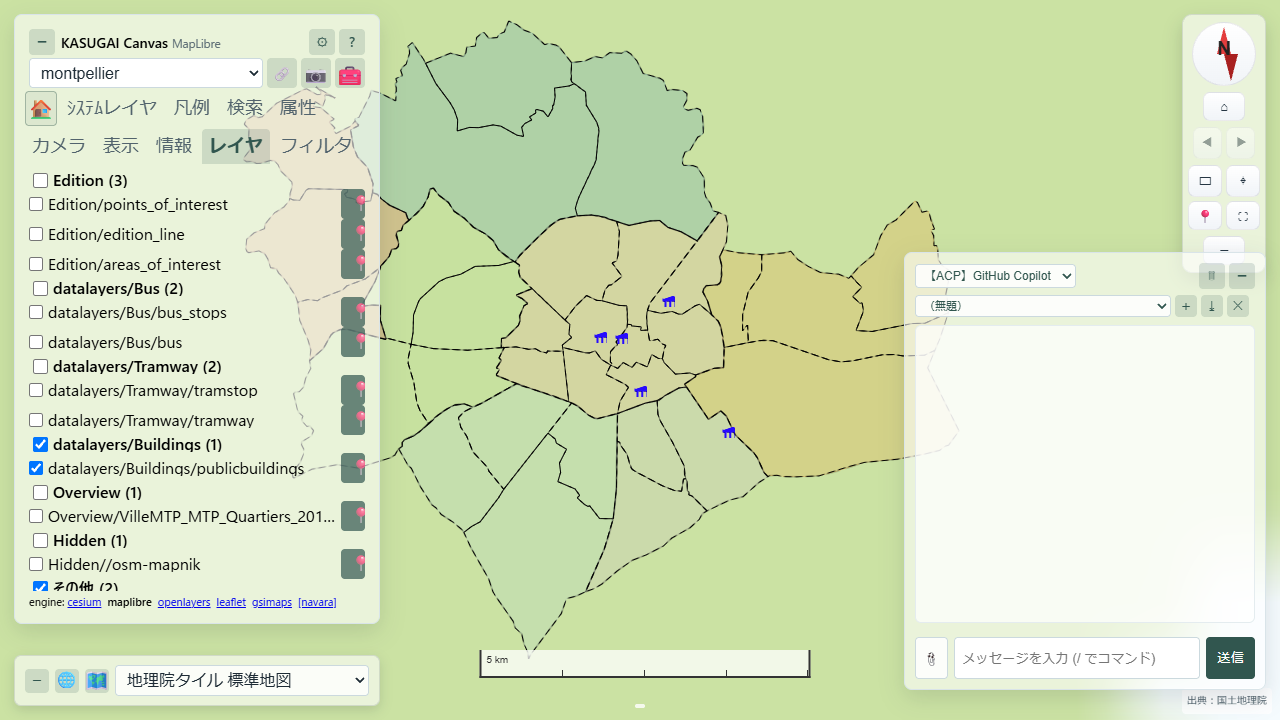 − KASUGAI Canvas MapLibre ⚙ ?
montpellier
ｼｽﾃﾑレイヤ 凡例 検索 属性
カメラ 表示 情報 レイヤ フィルタ
Edition (3)
Edition/points_of_interest
Edition/edition_line
Edition/areas_of_interest
datalayers/Bus (2)
datalayers/Bus/bus_stops
datalayers/Bus/bus
datalayers/Tramway (2)
datalayers/Tramway/tramstop
datalayers/Tramway/tramway
datalayers/Buildings (1)
datalayers/Buildings/publicbuildings
Overview (1)
Overview/VilleMTP_MTP_Quartiers_201...
Hidden (1)
Hidden//osm-mapnik
その他 (2)
engine: cesium maplibre openlayers leaflet gsimaps [navara]
地理院タイル 標準地図
5 km
N
【ACP】GitHub Copilot
（無題）
メッセージを入力 (/ でコマンド)
送信
出典：国土地理院